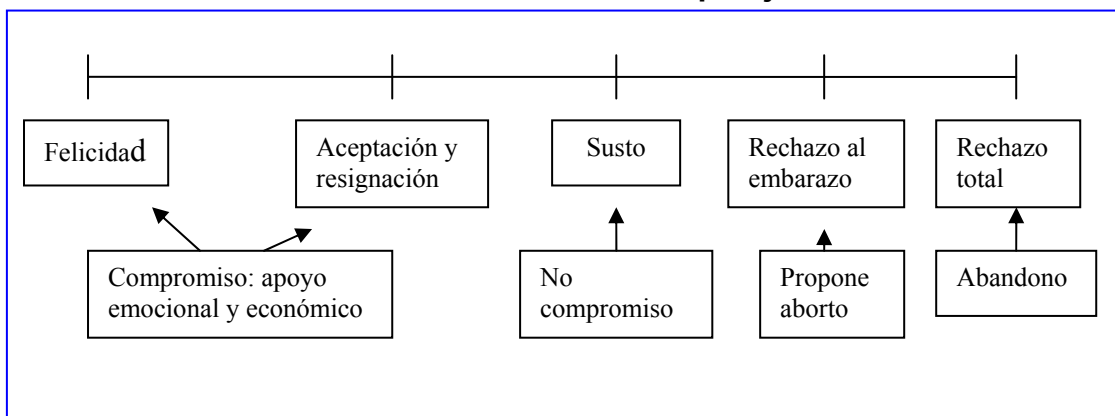 Felicidad
Aceptación y
resignación
Susto
Rechazo al
embarazo
Rechazo
total
Compromiso: apoyo
emocional y económico
No
compromiso
Propone
aborto
Abandono